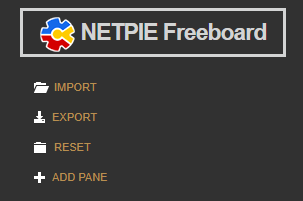 NETPIE Freeboard
IMPORT
EXPORT
RESET
ADD PANE